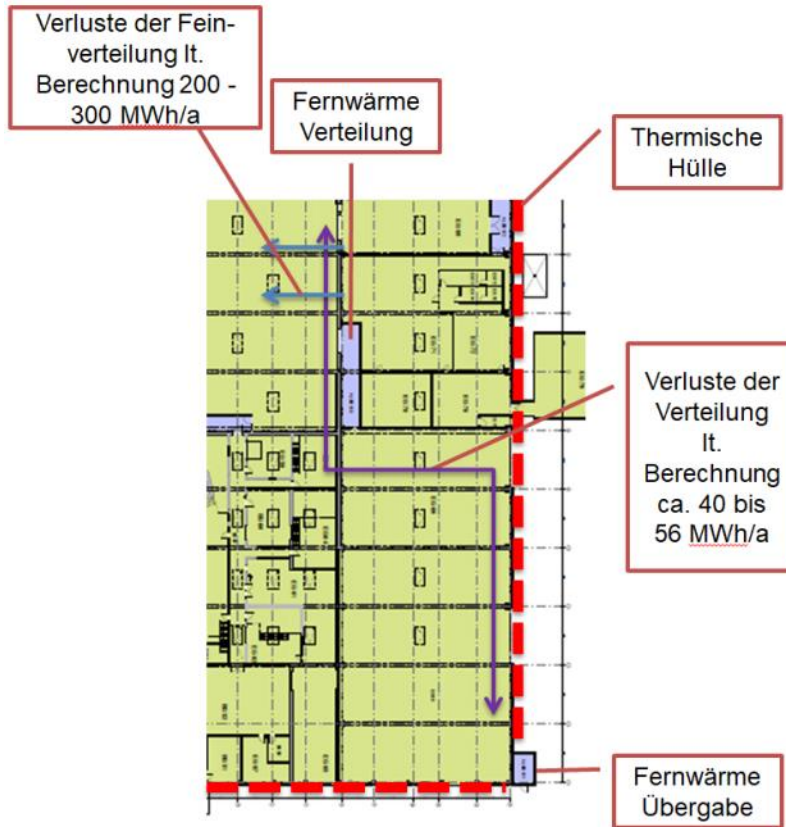 Verluste der Fein-
verteilung lt.
Berechnung 200 -
300 MWh/a
Fernwärme
Verteilung
Thermische
Hülle
Verluste der
Verteilung
lt.
Berechnung
ca. 40 bis
56 MWh/a
Fernwärme
Übergabe